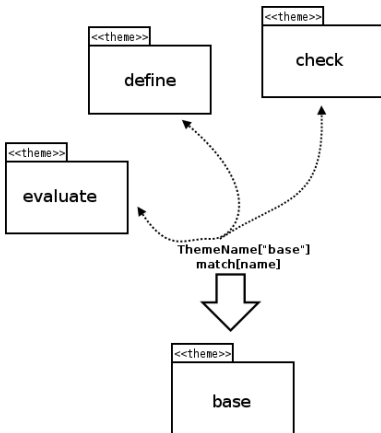 <<theme>>
check
<<theme>>
define
<<theme>>
evaluate
ThemeName["base"]
match[name]
<<theme>>
base